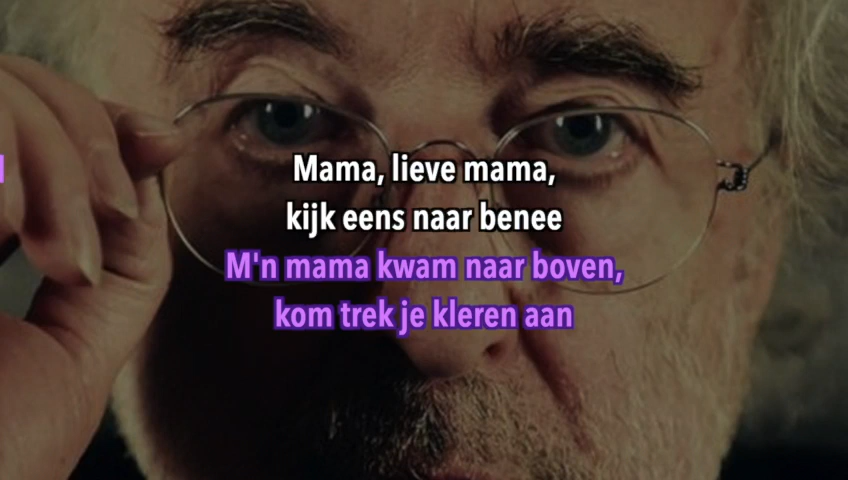 Mama, lieve mama,
kijk eens naar benee
M'n mama kwam naar boven,
kom trek je kleren aan